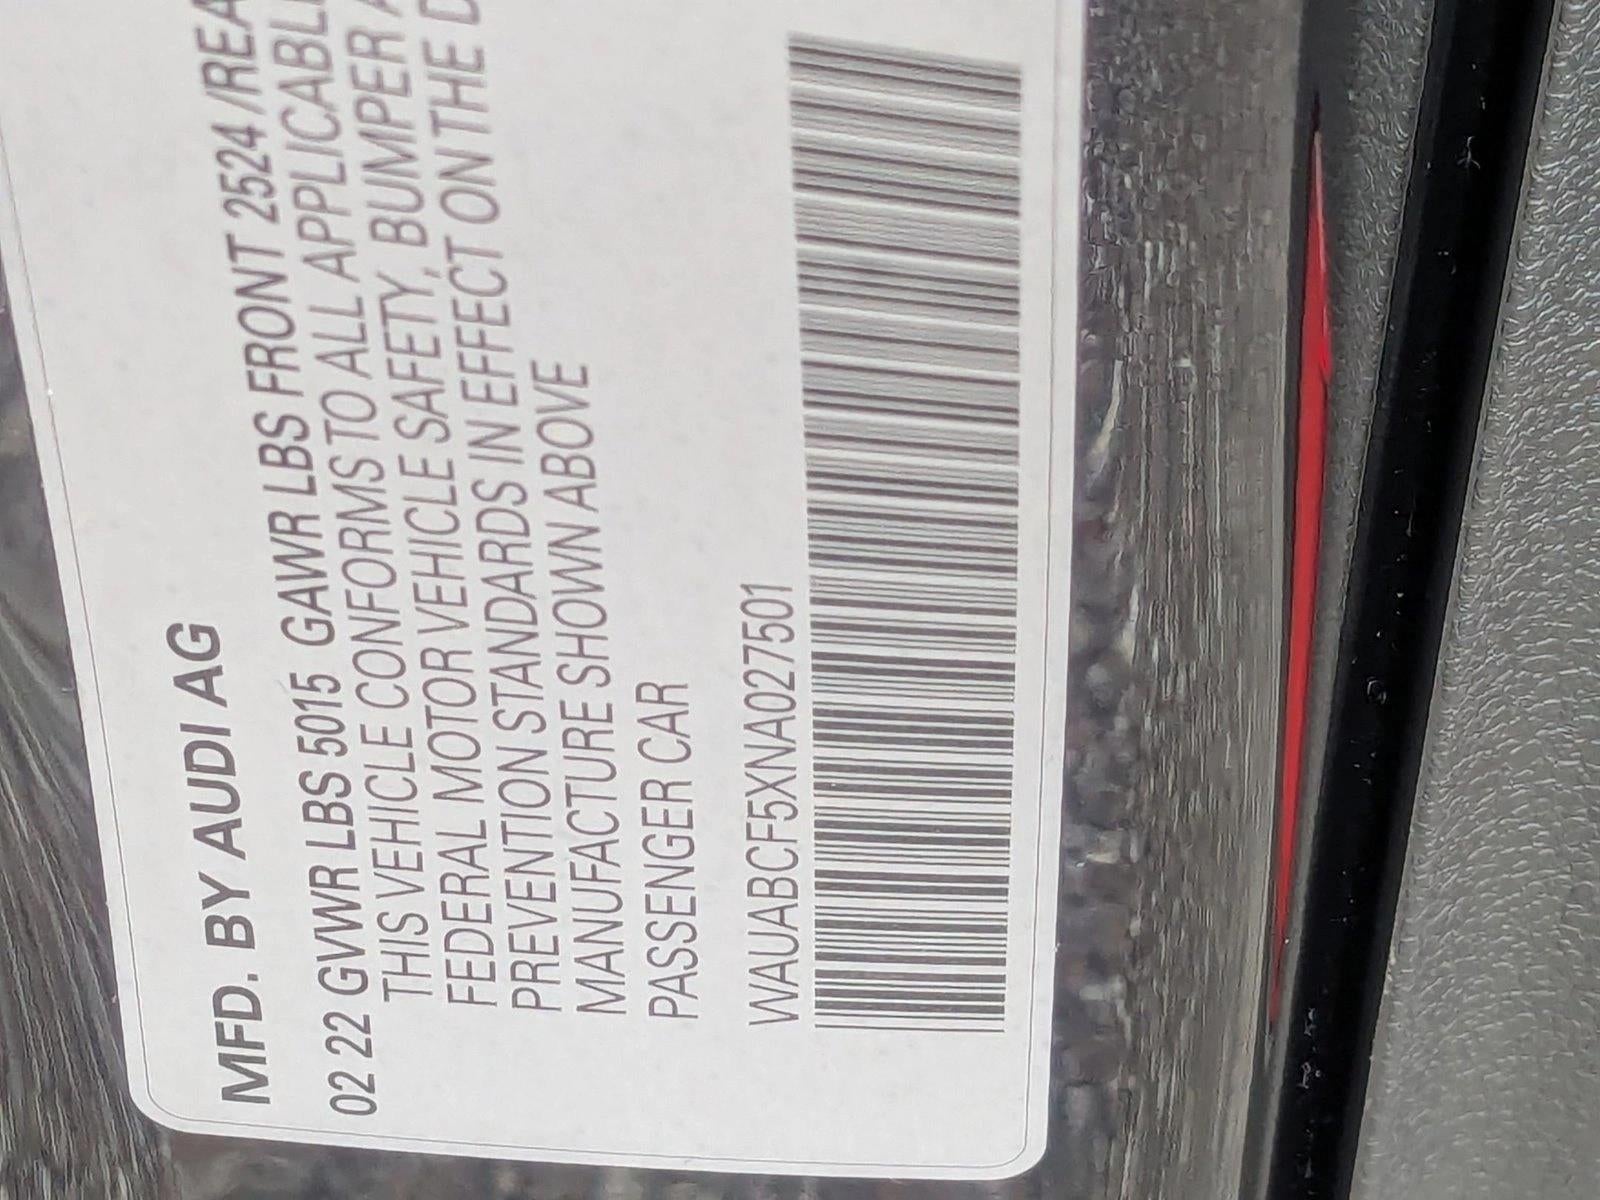 MFD. BY AUDI AG
02 22 GVWR LBS 5015 GAWR LBS FRONT 2524 /REA
THIS VEHICLE CONFORMS TO ALL APPLICABL
FEDERAL MOTOR VEHICLE SAFETY, BUMPER A
PREVENTION STANDARDS IN EFFECT ON THE D
MANUFACTURE SHOWN ABOVE
PASSENGER CAR
WAUABCF5XNA027501